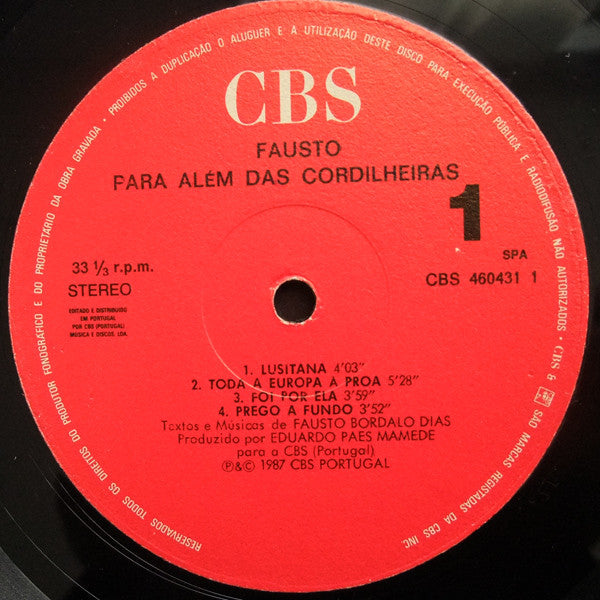 RESERVADOS TODOS OS DIREITOS DO PRODUTOR FONOGRÁFICO E DO PROPRIETÁRIO DA OBRA GRAVADA • PROIBIDOS A DUPLICAÇÃO O ALUGUER E A UTILIZAÇÃO DESTE DISCO PARA EXECUÇÃO PÚBLICA E RADIODIFUSÃO NÃO AUTORIZADOS • CBS & SÃO MARCAS REGISTADAS DA CBS INC
CBS
FAUSTO
PARA ALÉM DAS CORDILHEIRAS
1
33 1/3 r.p.m.
STEREO
SPA
CBS 460431 1
EDITADO E DISTRIBUIDO
EM PORTUGAL
POR CBS (PORTUGAL)
MÚSICA E DISCOS. LDA.
1. LUSITANA 4'03"
2. TODA A EUROPA À PROA 5'28"
3. FOI POR ELA 3'59"
4. PREGO A FUNDO 3'52"
Textos e Músicas de FAUSTO BORDALO DIAS
Produzido por EDUARDO PAES MAMEDE
para a CBS (Portugal)
℗&© 1987 CBS PORTUGAL